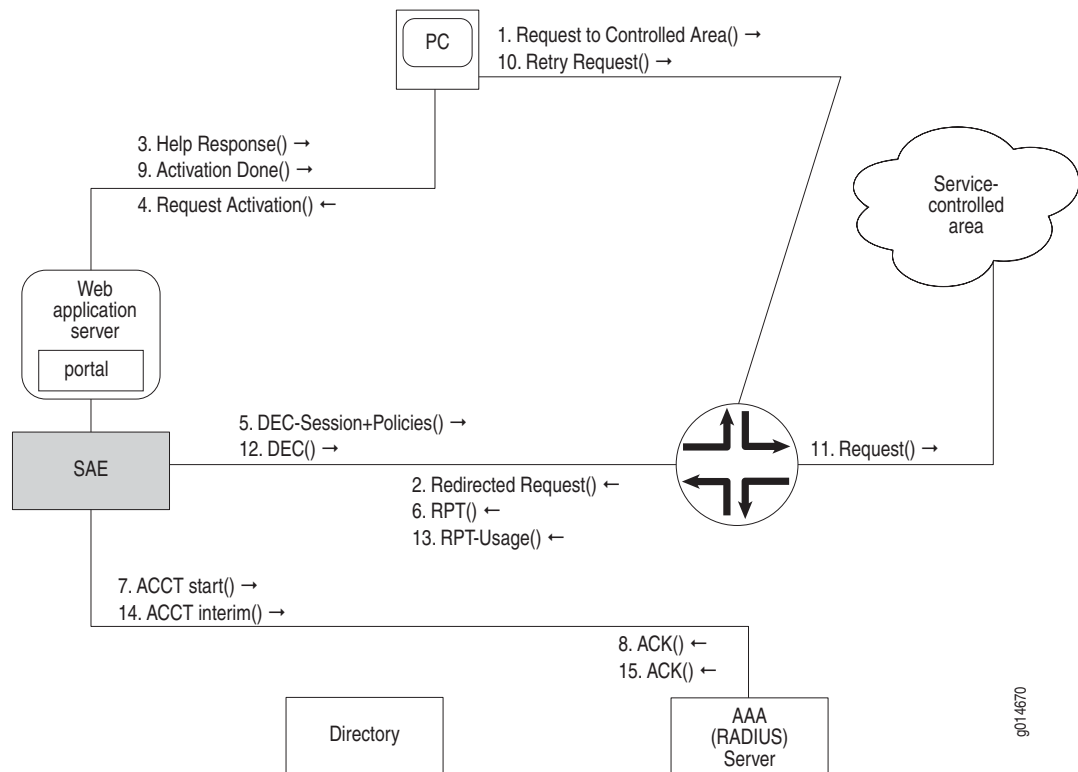 PC
1. Request to Controlled Area() →
10. Retry Request() →
3. Help Response() →
9. Activation Done() →
4. Request Activation() ←
Service-
controlled
area
Web
application
server
portal
5. DEC-Session+Policies() →
12. DEC() →
SAE
11. Request() →
2. Redirected Request() ←
6. RPT() ←
13. RPT-Usage() ←
7. ACCT start() →
14. ACCT interim() →
8. ACK() ←
15. ACK() ←
Directory
AAA
(RADIUS)
Server
g014670